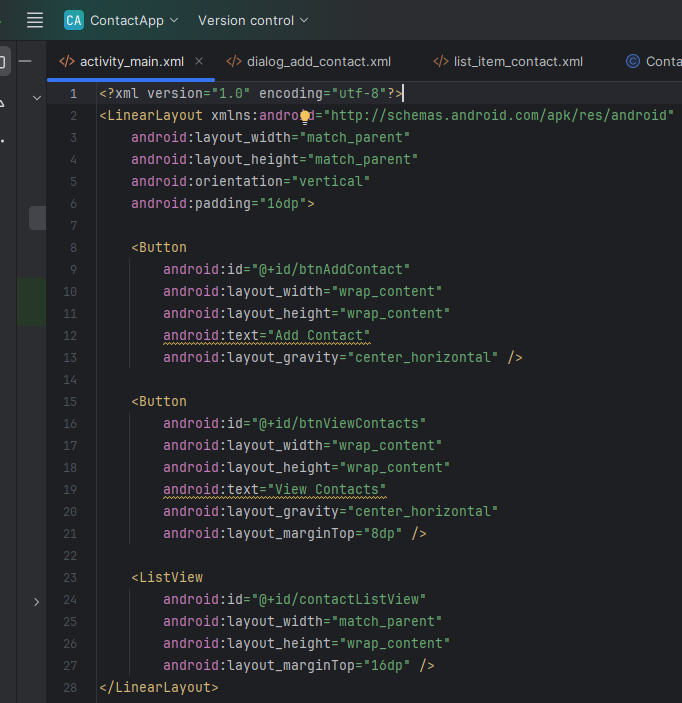 CA ContactApp Version control
activity_main.xml dialog_add_contact.xml list_item_contact.xml Conta
1 <?xml version="1.0" encoding="utf-8"?>
2 <LinearLayout xmlns:android="http://schemas.android.com/apk/res/android"
3 android:layout_width="match_parent"
4 android:layout_height="match_parent"
5 android:orientation="vertical"
6 android:padding="16dp">
7
8 <Button
9 android:id="@+id/btnAddContact"
10 android:layout_width="wrap_content"
11 android:layout_height="wrap_content"
12 android:text="Add Contact"
13 android:layout_gravity="center_horizontal" />
14
15 <Button
16 android:id="@+id/btnViewContacts"
17 android:layout_width="wrap_content"
18 android:layout_height="wrap_content"
19 android:text="View Contacts"
20 android:layout_gravity="center_horizontal"
21 android:layout_marginTop="8dp" />
22
23 <ListView
24 android:id="@+id/contactListView"
25 android:layout_width="match_parent"
26 android:layout_height="wrap_content"
27 android:layout_marginTop="16dp" />
28 </LinearLayout>